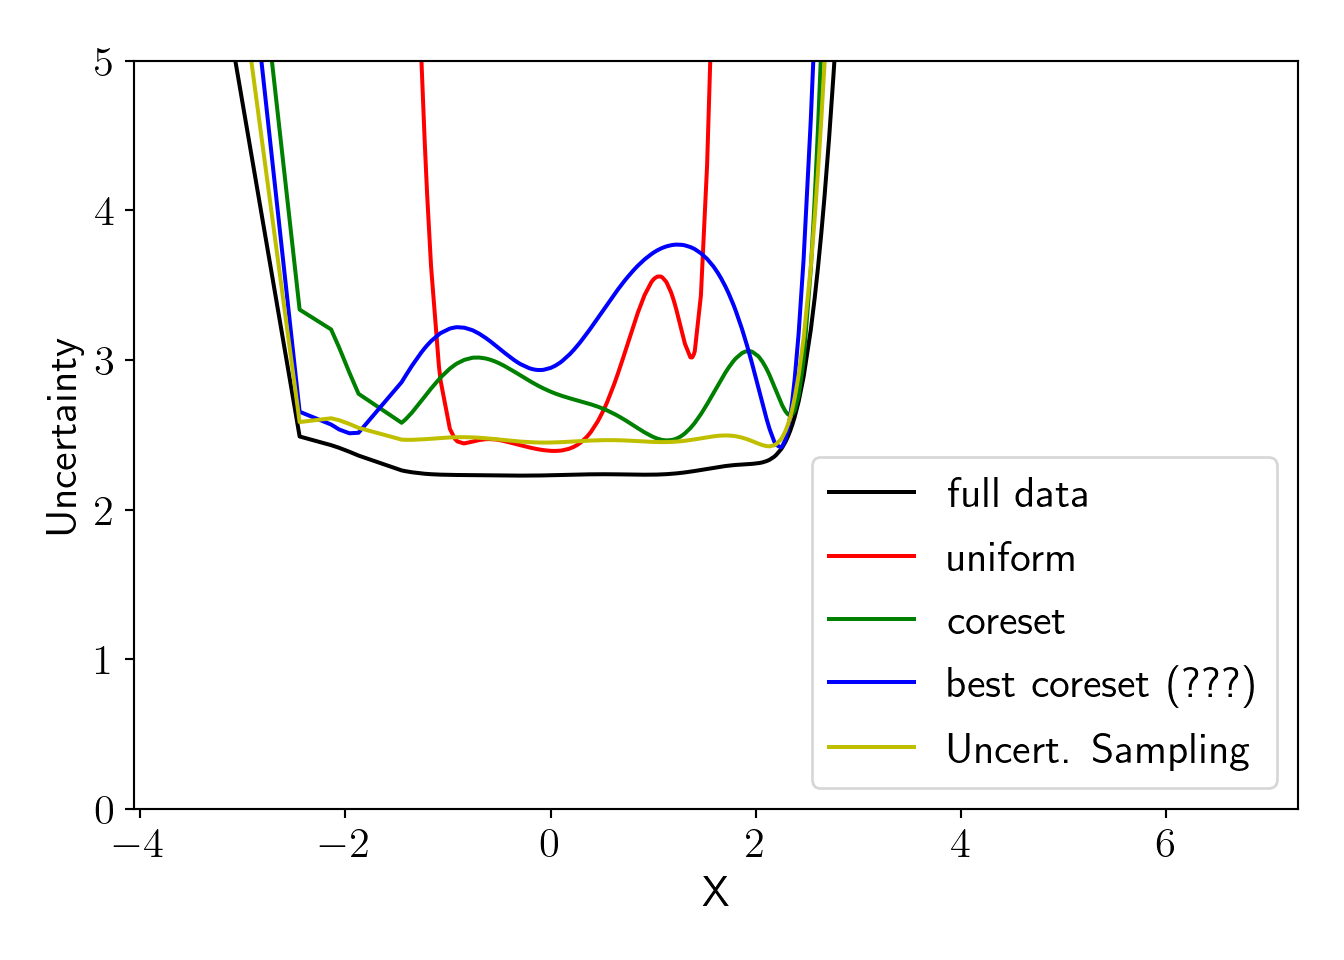 5
4
3
2
1
0
Uncertainty
−4
−2
0
2
4
6
X
full data
uniform
coreset
best coreset (???)
Uncert. Sampling